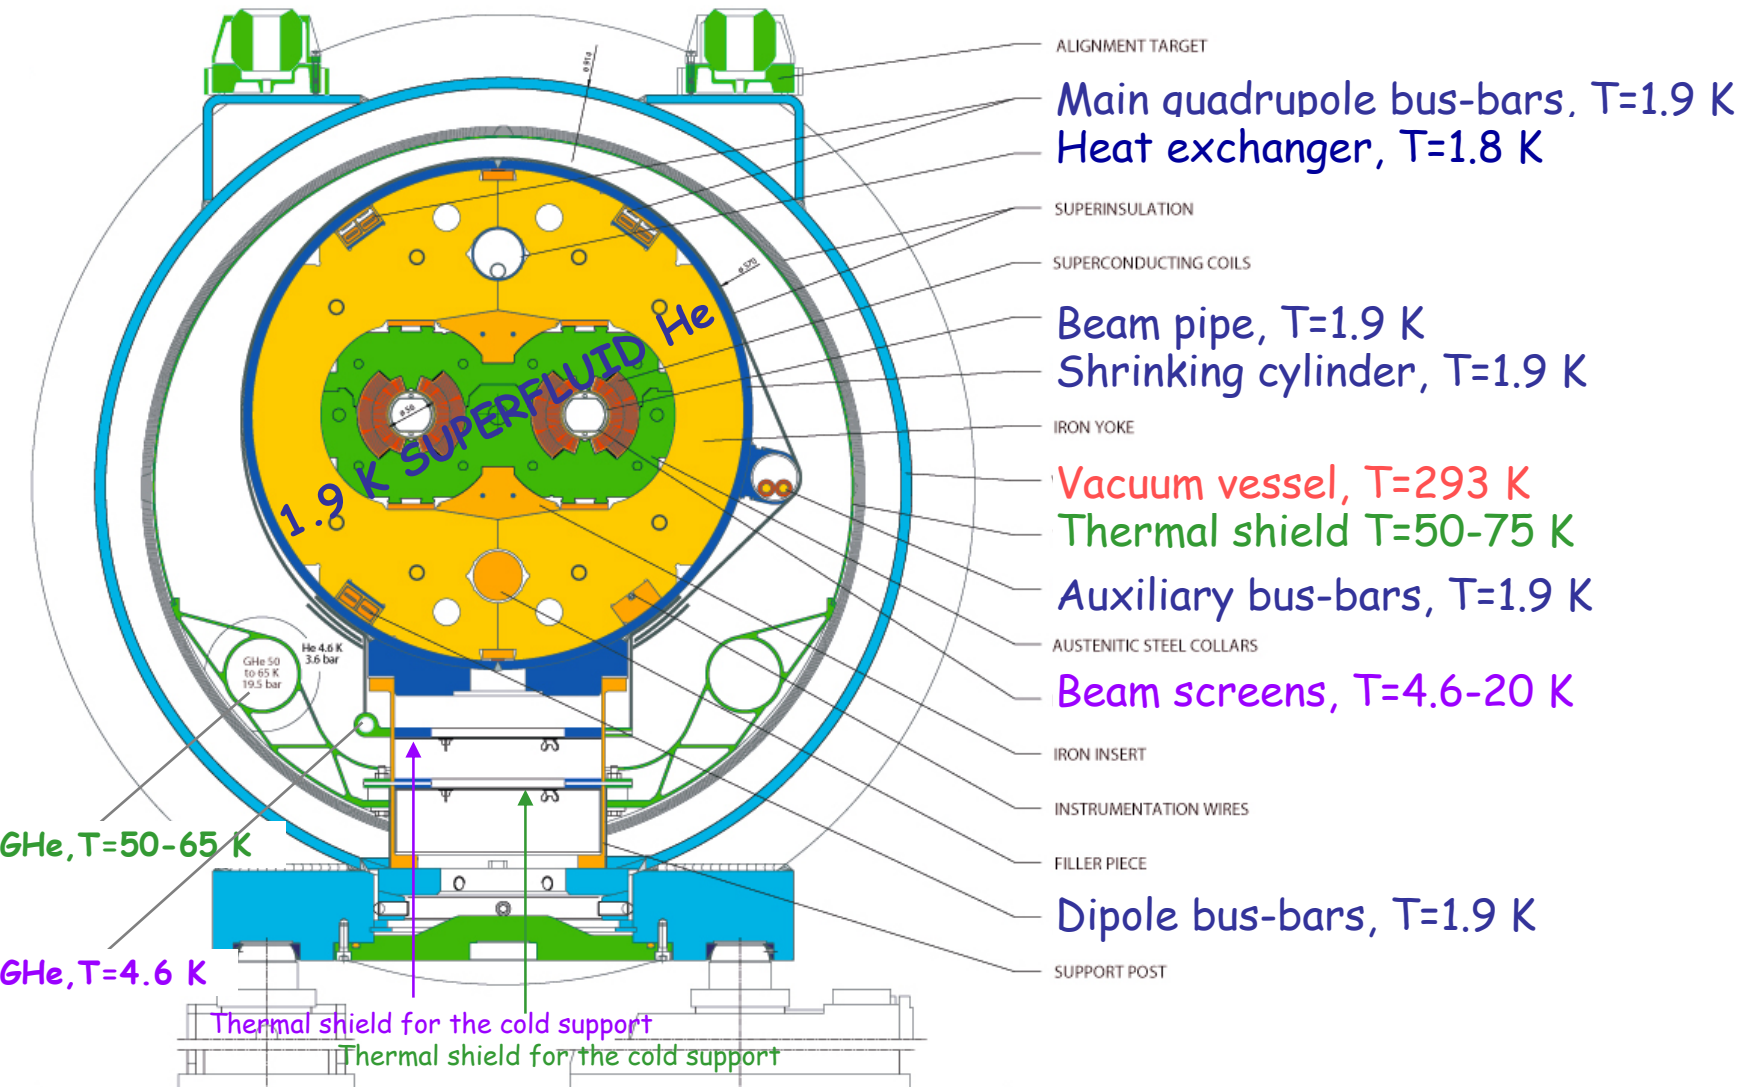 ALIGNMENT TARGET
Main quadrupole bus-bars, T=1.9 K
Heat exchanger, T=1.8 K
SUPERINSULATION
SUPERCONDUCTING COILS
Beam pipe, T=1.9 K
Shrinking cylinder, T=1.9 K
IRON YOKE
Vacuum vessel, T=293 K
Thermal shield T=50-75 K
Auxiliary bus-bars, T=1.9 K
AUSTENITIC STEEL COLLARS
Beam screens, T=4.6-20 K
IRON INSERT
INSTRUMENTATION WIRES
FILLER PIECE
Dipole bus-bars, T=1.9 K
SUPPORT POST
ø 914
ø 570
ø 56
1.9 K SUPERFLUID He
He 4.6 K
3.6 bar
GHe 50
to 65 K
19.5 bar
GHe,T=50-65 K
GHe,T=4.6 K
Thermal shield for the cold support
Thermal shield for the cold support